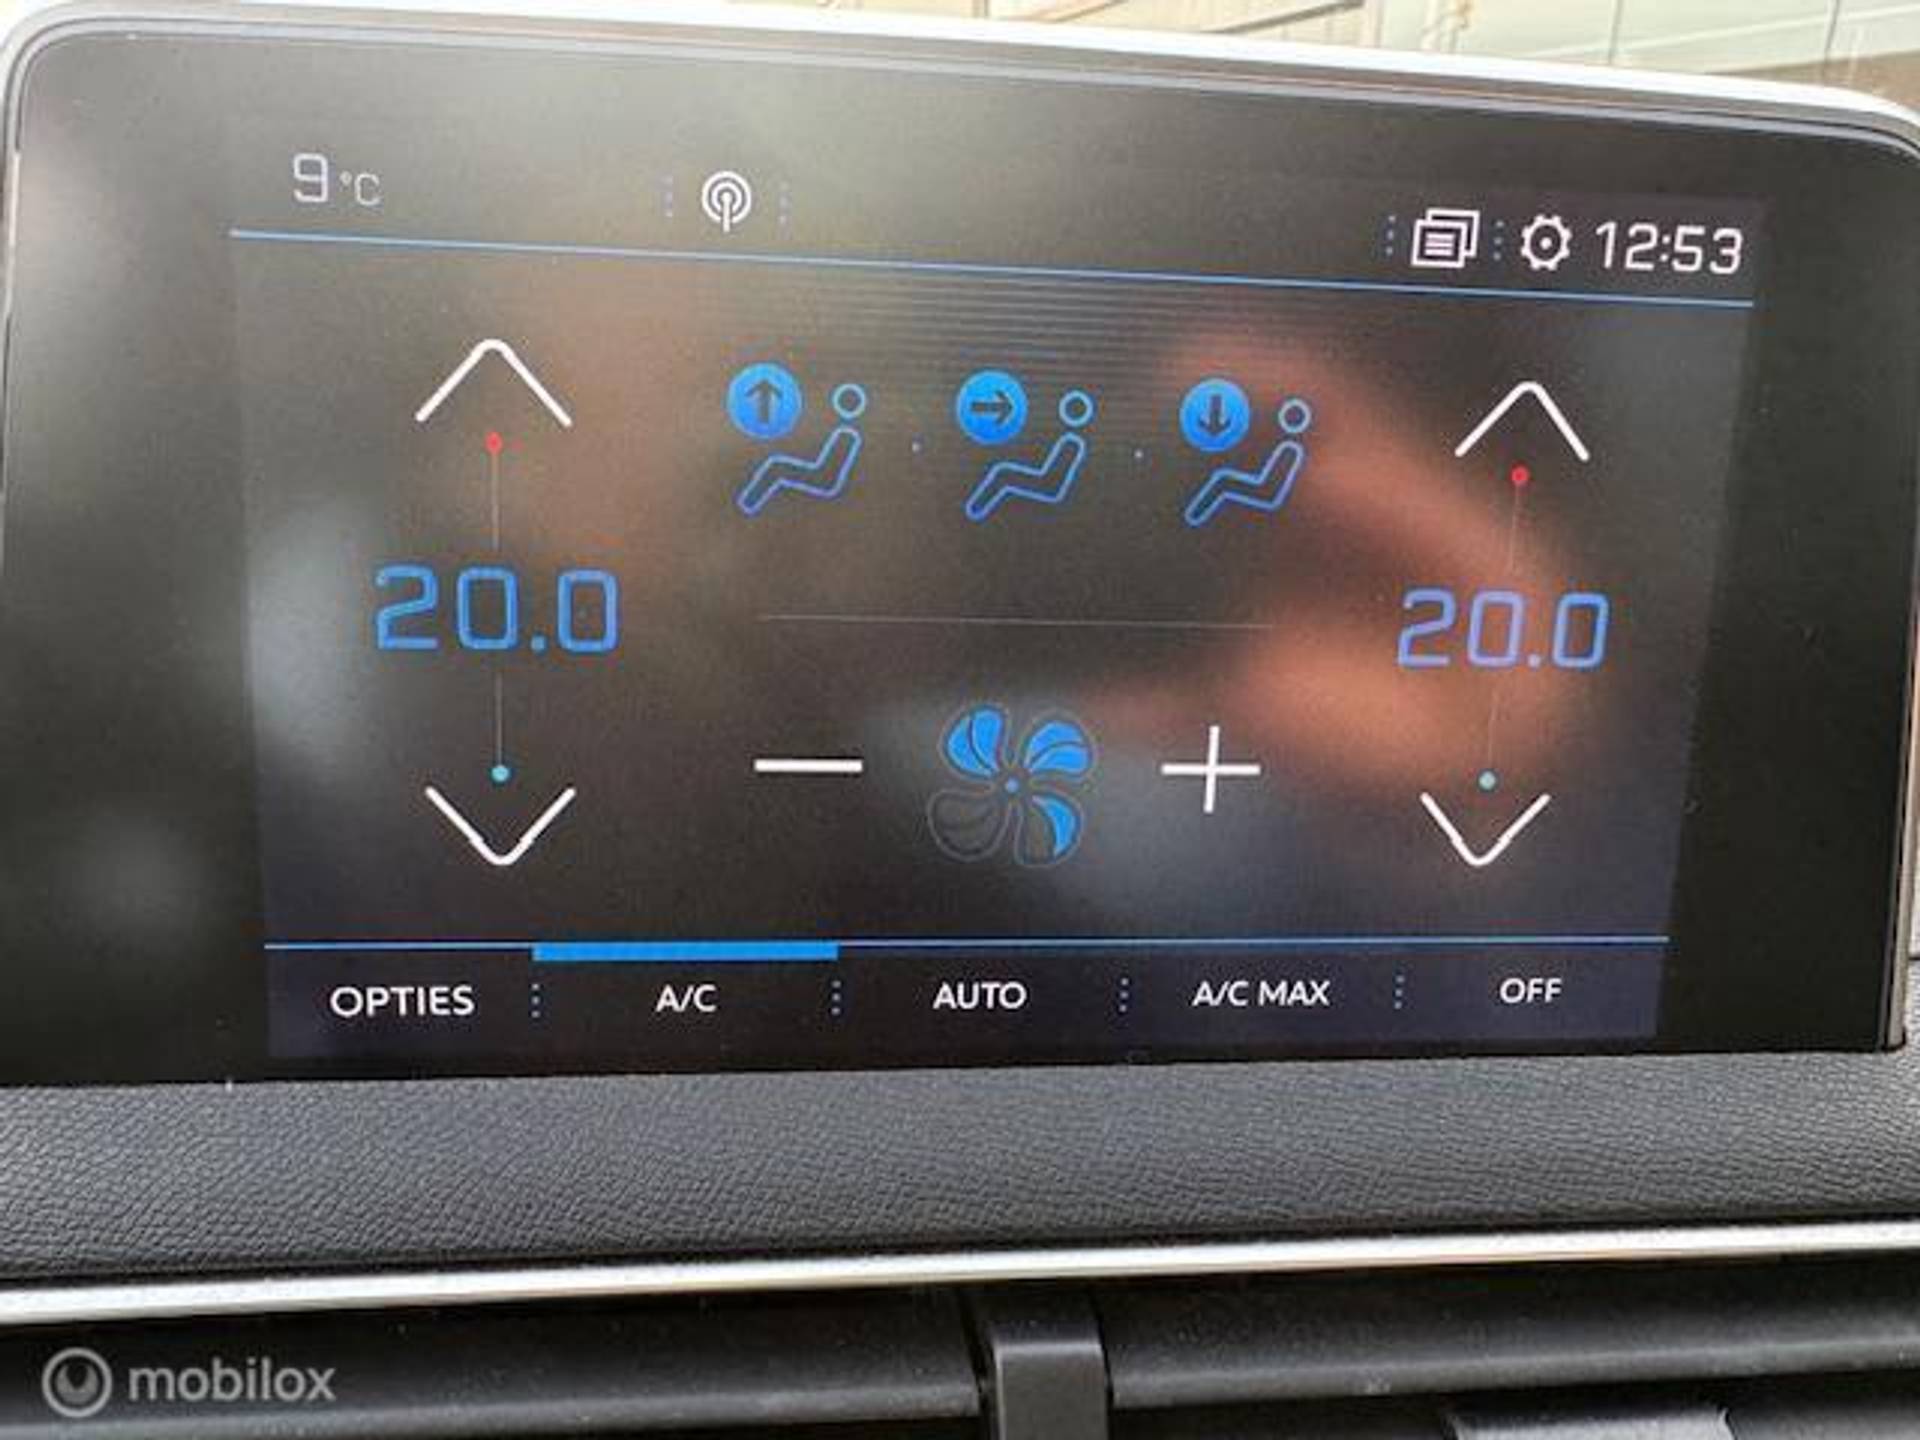 9 °C
12:53
20.0
20.0
OPTIES
A/C
AUTO
A/C MAX
OFF
mobilox